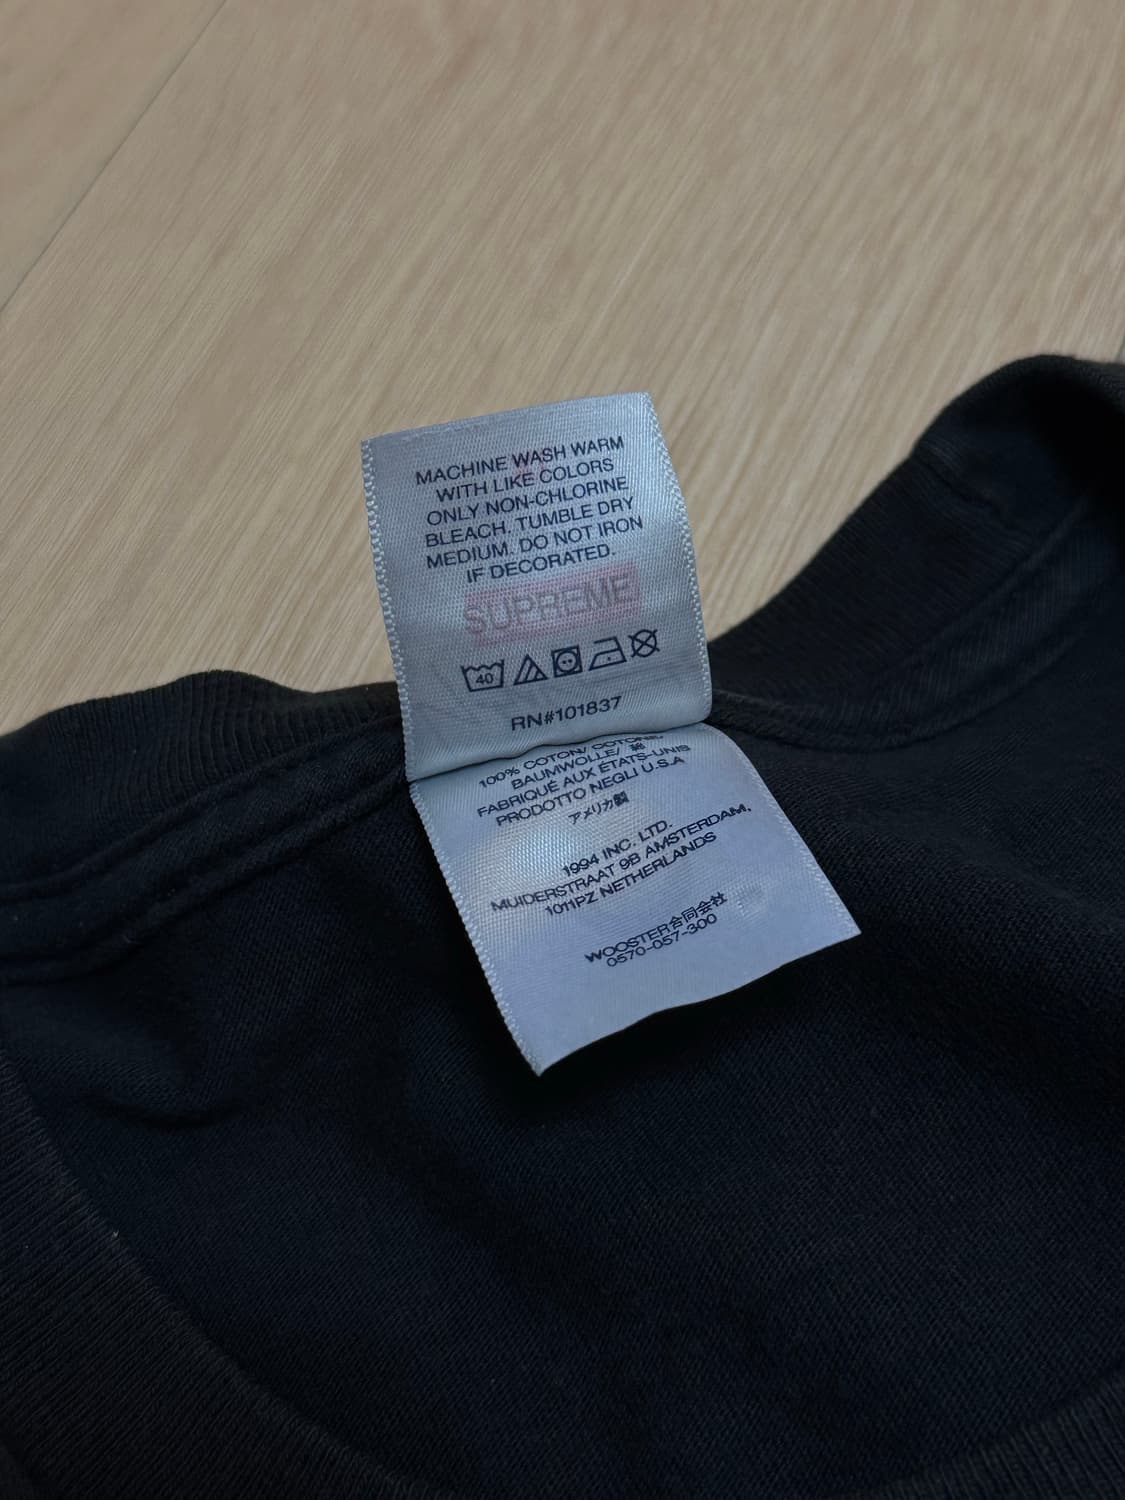 MACHINE WASH WARM
WITH LIKE COLORS
ONLY NON-CHLORINE
BLEACH. TUMBLE DRY
MEDIUM. DO NOT IRON
IF DECORATED.
SUPREME
40
RN#101837
100% COTON/ COTONE
BAUMWOLLE/ 綿
FABRIQUÉ AUX ÉTATS-UNIS
PRODOTTO NEGLI U.S.A
アメリカ製
1994 INC. LTD.
MUIDERSTRAAT 9B AMSTERDAM,
1011PZ NETHERLANDS
WOOSTER合同会社
0570-057-300